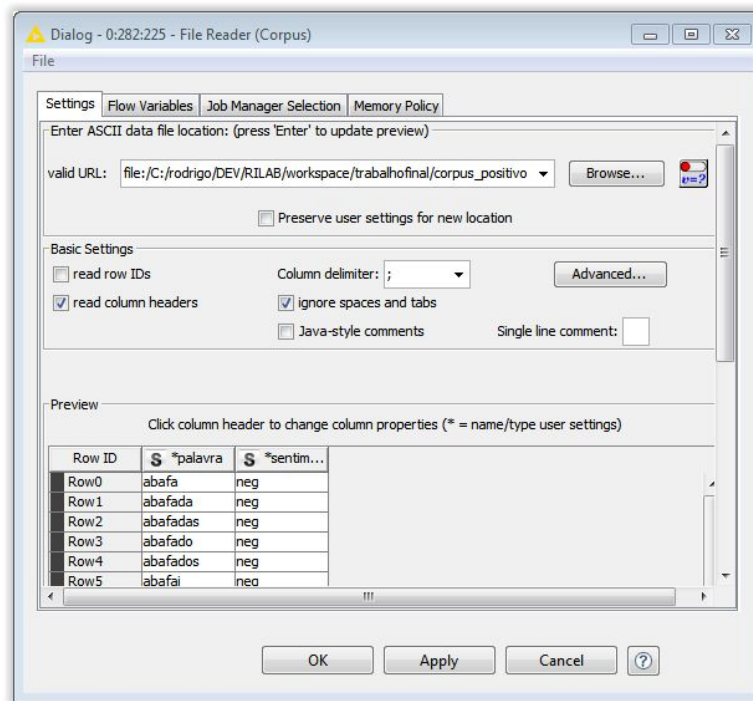 Dialog - 0:282:225 - File Reader (Corpus)
File
Settings Flow Variables Job Manager Selection Memory Policy
Enter ASCII data file location: (press 'Enter' to update preview)
valid URL: file:/C:/rodrigo/DEV/RILAB/workspace/trabalhofinal/corpus_positivo Browse... v=?
Preserve user settings for new location
Basic Settings
read row IDs Column delimiter: ; Advanced...
read column headers ignore spaces and tabs
Java-style comments Single line comment:
Preview
Click column header to change column properties (* = name/type user settings)
Row ID S *palavra S *sentim...
Row0 abafa neg
Row1 abafada neg
Row2 abafadas neg
Row3 abafado neg
Row4 abafados neg
Row5 abafai neg
OK Apply Cancel ?